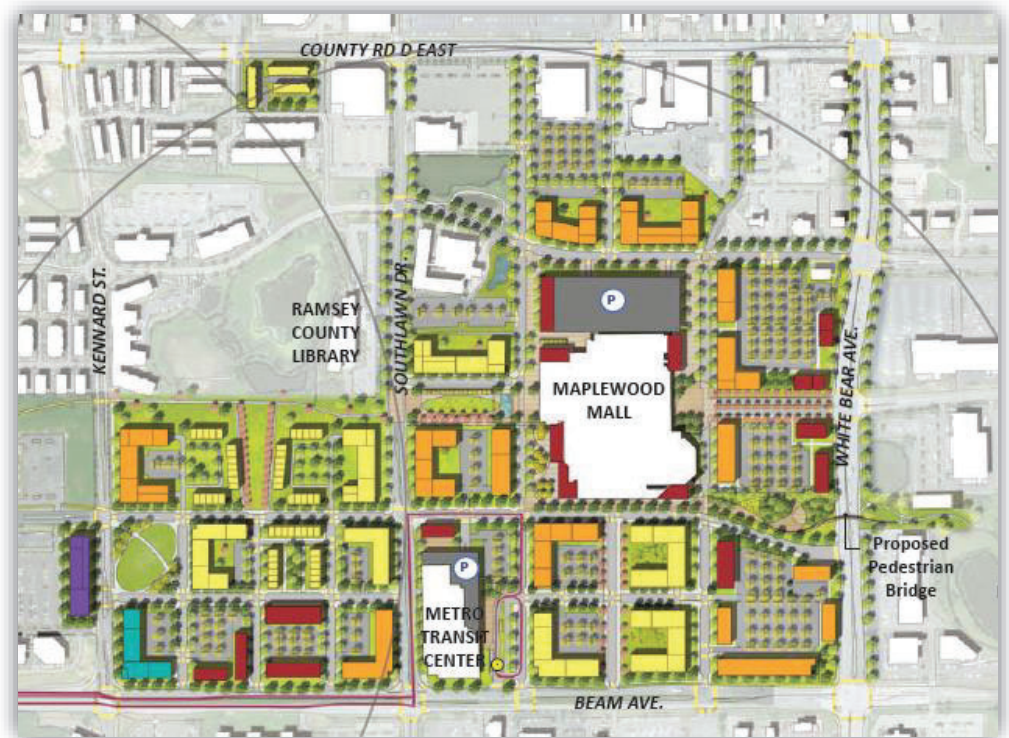 COUNTY RD D EAST
KENNARD ST.
RAMSEY
COUNTY
LIBRARY
SOUTHLAWN DR.
P
MAPLEWOOD
MALL
WHITE BEAR AVE.
P
METRO
TRANSIT
CENTER
Proposed
Pedestrian
Bridge
BEAM AVE.